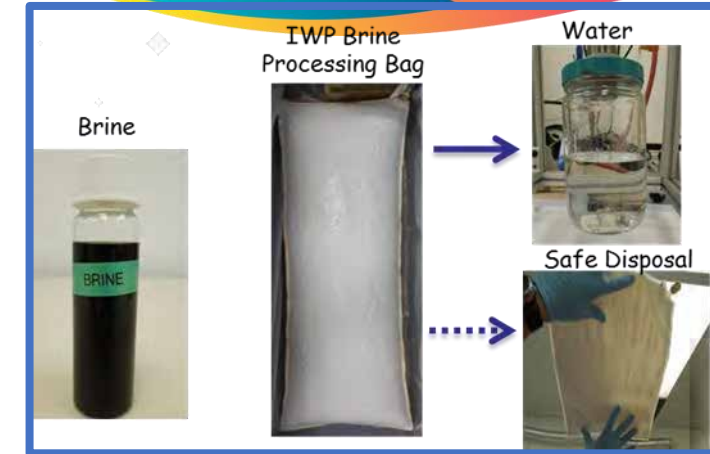 Brine
BRINE
IWP Brine
Processing Bag
Water
Safe Disposal